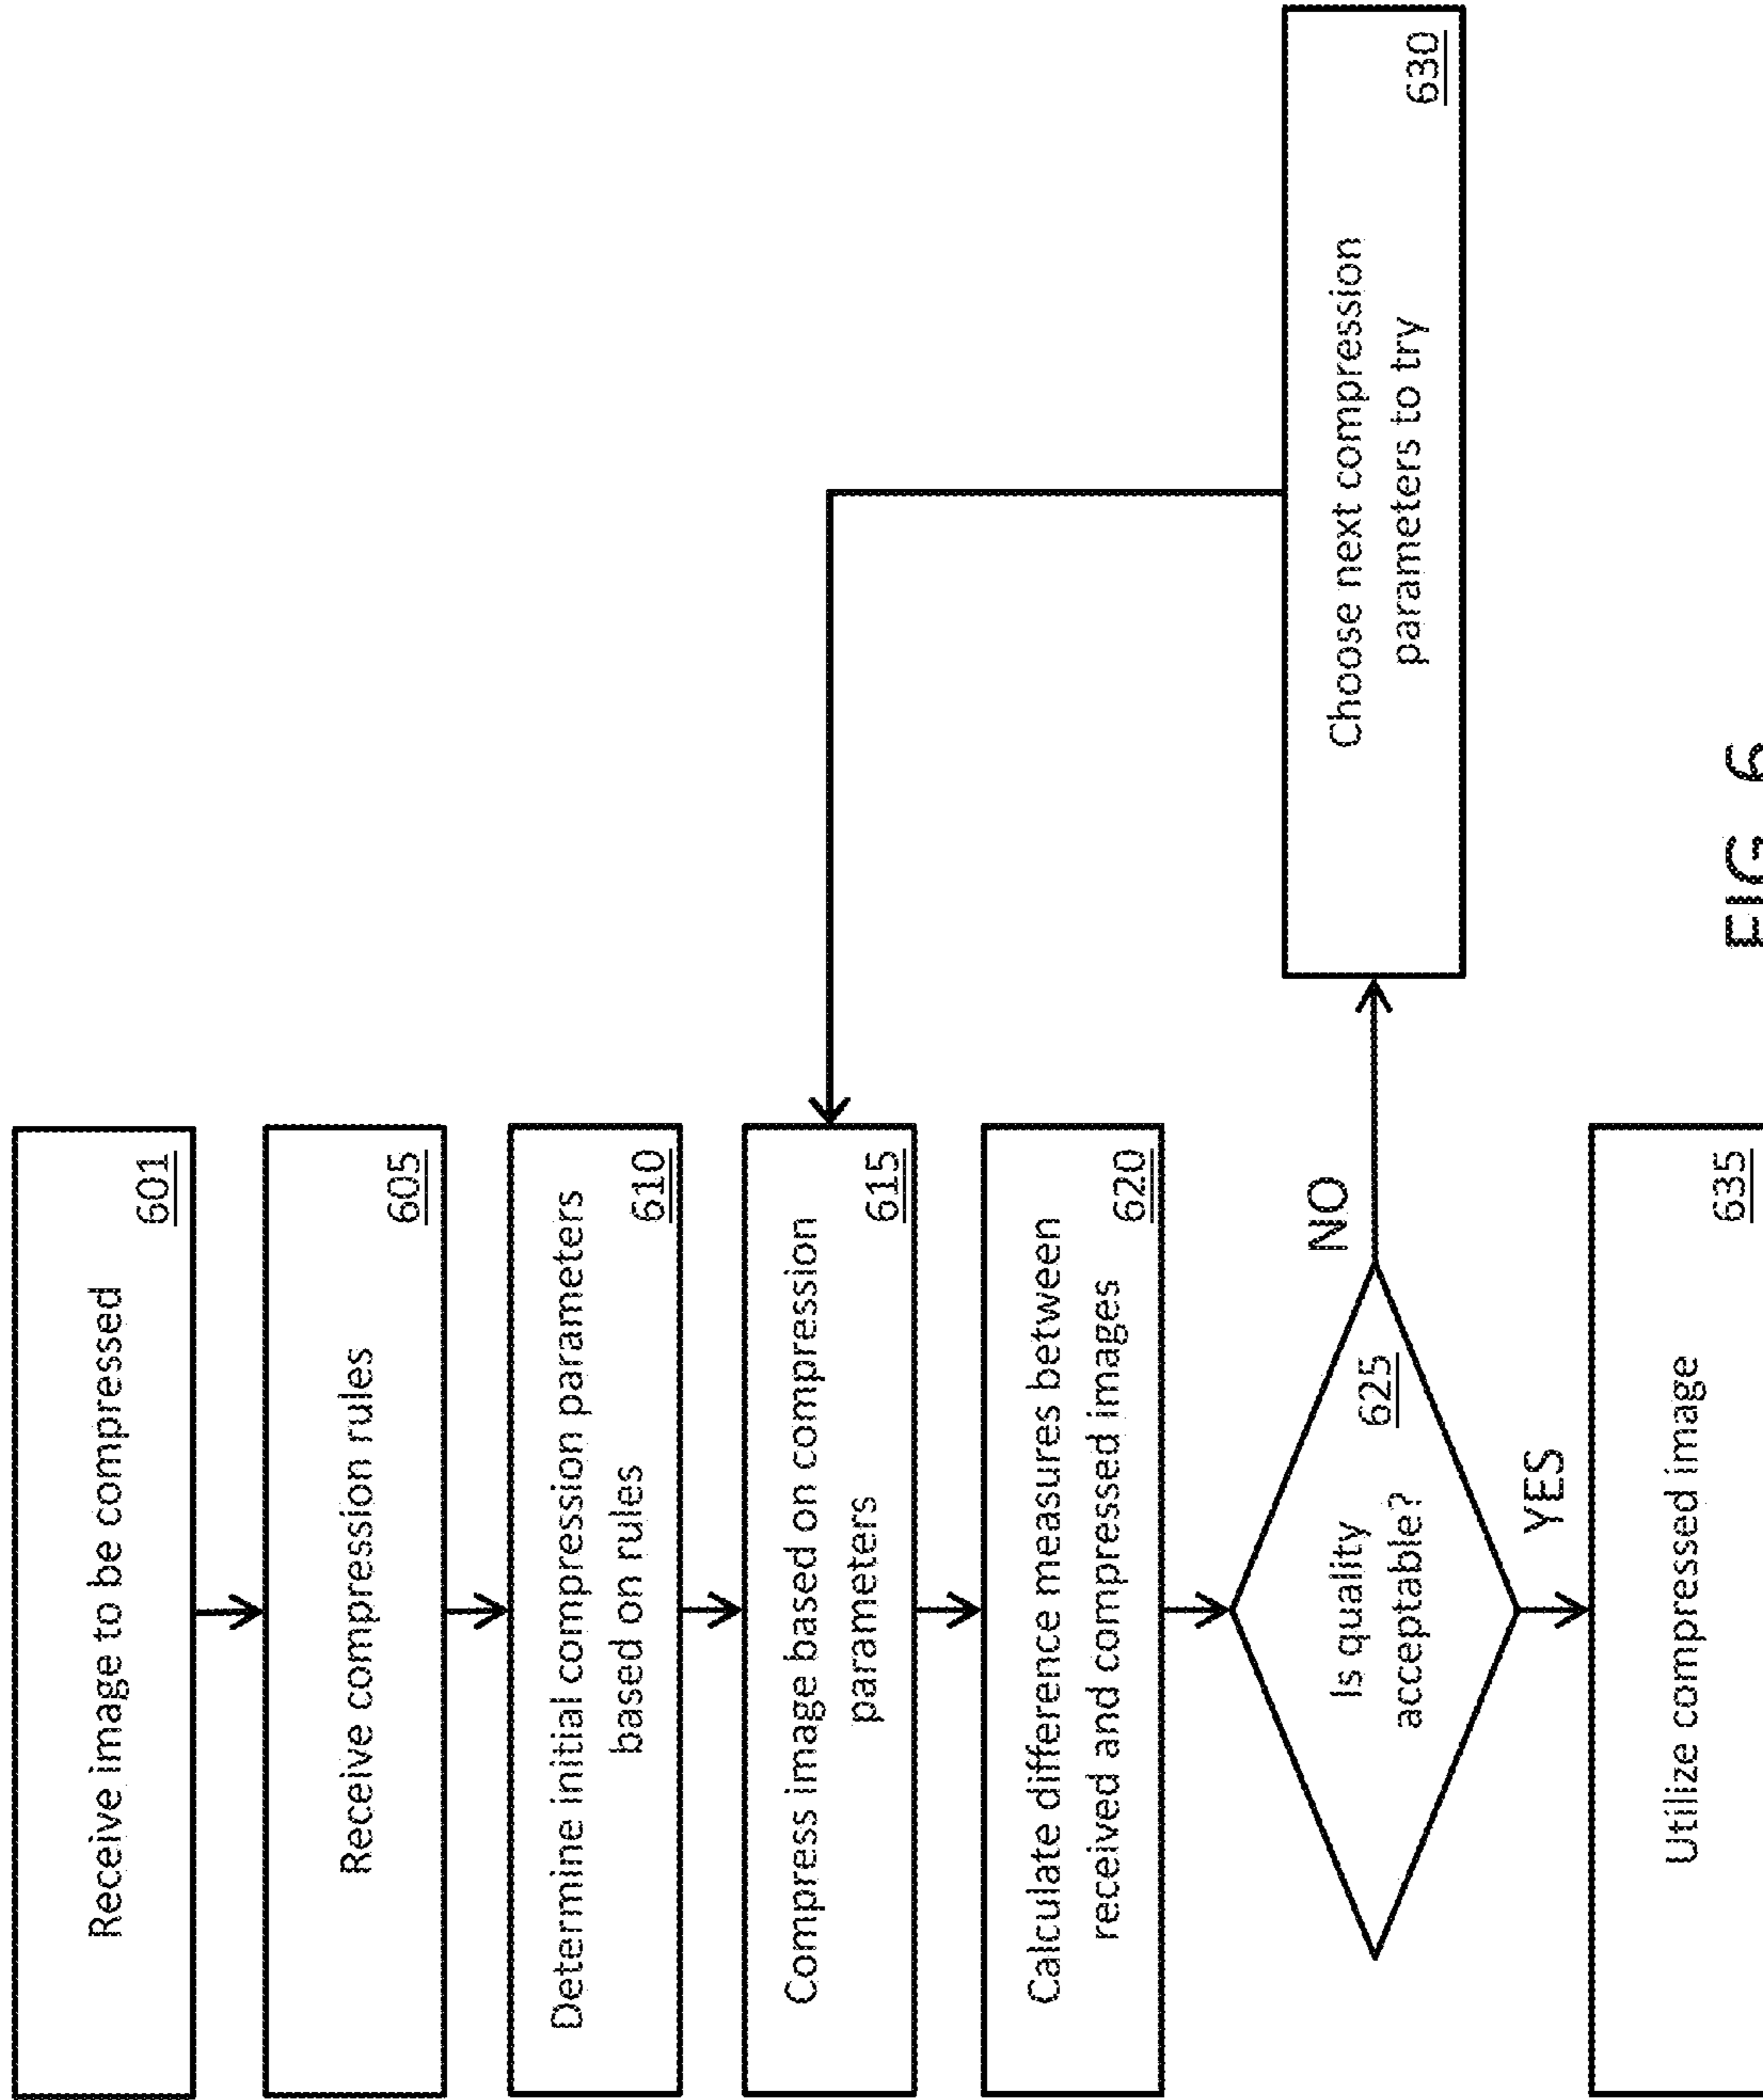 Receive image to be compressed
601
Receive compression rules
605
Determine initial compression parameters
based on rules
610
Compress image based on compression
parameters
615
Calculate difference measures between
received and compressed images
620
Is quality
acceptable?
625
NO
Choose next compression
parameters to try
630
YES
Utilize compressed image
635
FIG. 6